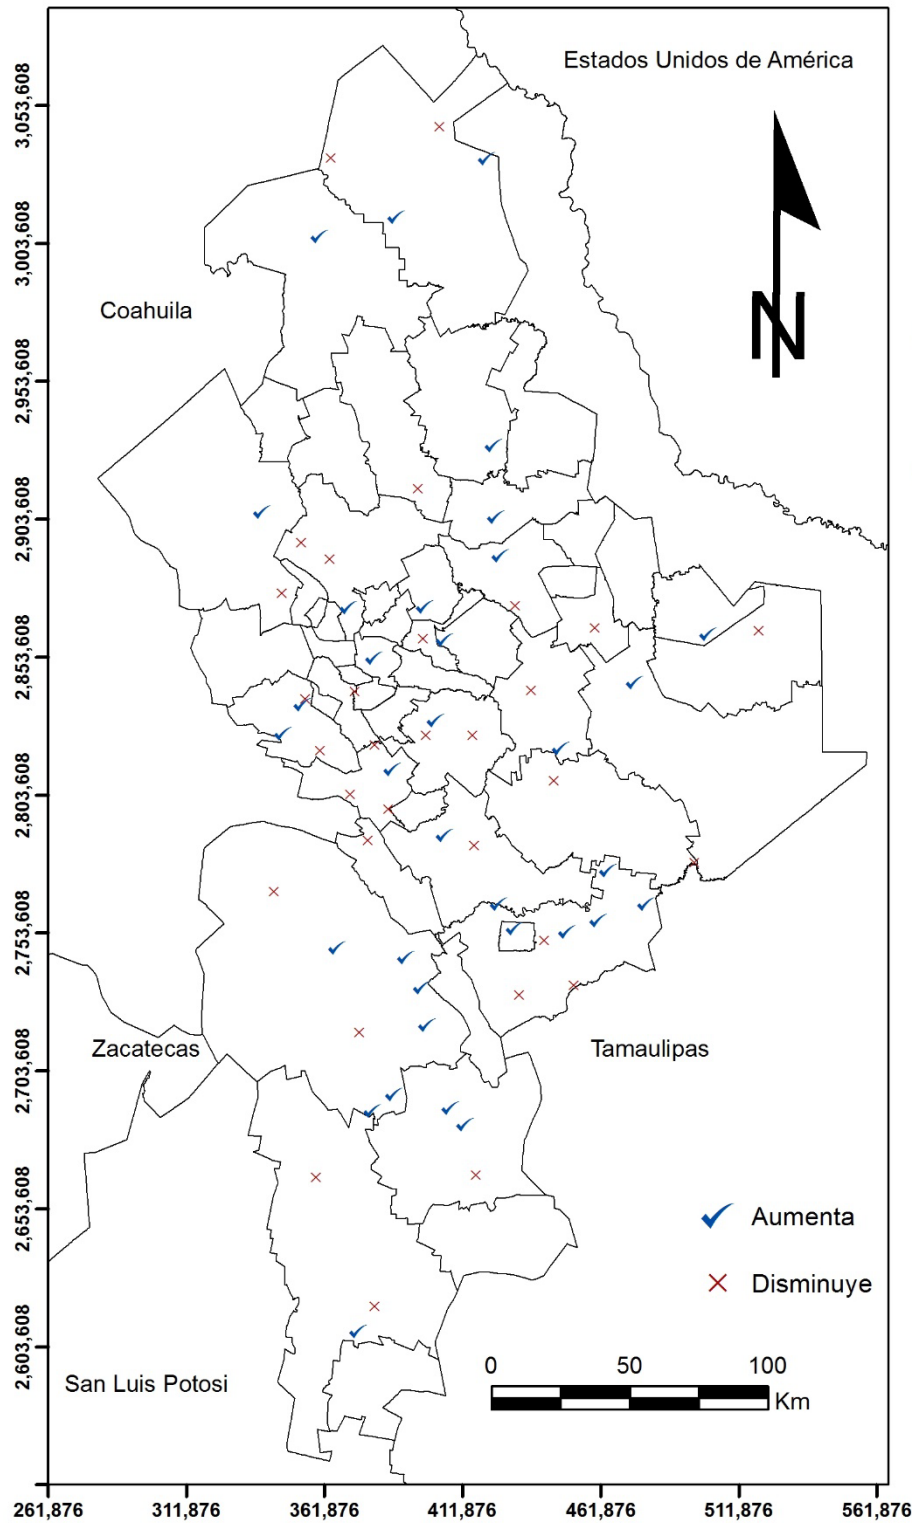 Estados Unidos de América
3,053,608
3,003,608
N
Coahuila
2,953,608
2,903,608
2,853,608
2,803,608
2,753,608
Zacatecas
Tamaulipas
2,703,608
2,653,608
Aumenta
Disminuye
2,603,608
San Luis Potosi
0 50 100
Km
261,876 311,876 361,876 411,876 461,876 511,876 561,876